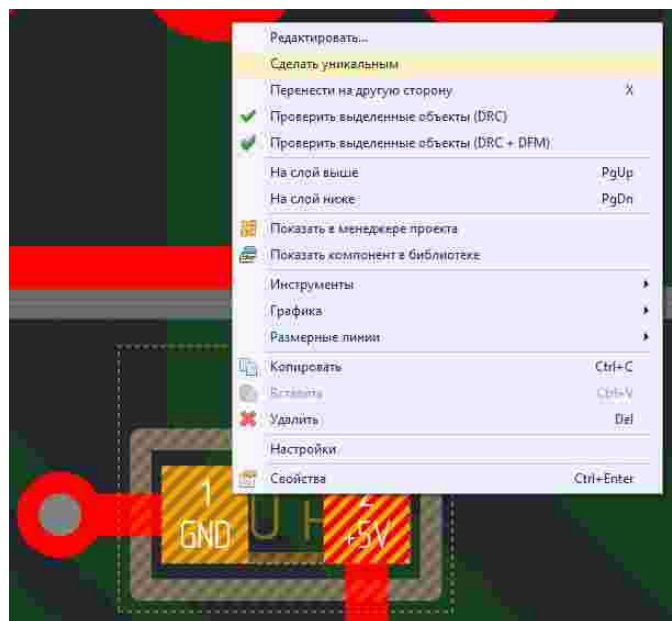 Редактировать...
Сделать уникальным
Перенести на другую сторону X
Проверить выделенные объекты (DRC)
Проверить выделенные объекты (DRC + DFM)
На слой выше PgUp
На слой ниже PgDn
Показать в менеджере проекта
Показать компонент в библиотеке
Инструменты
Графика
Размерные линии
Копировать Ctrl+C
Вставить Ctrl+V
Удалить Del
Настройки
Свойства Ctrl+Enter
1 2
GND +5V